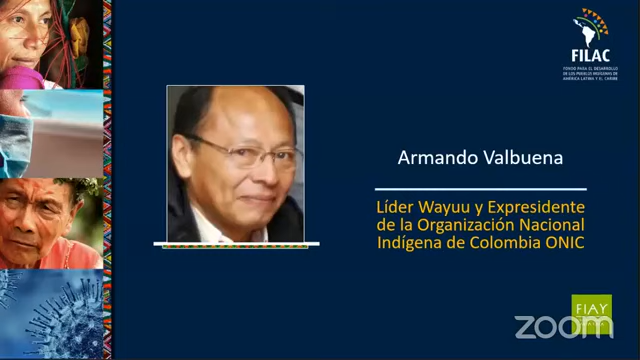 FILAC
FONDO PARA EL DESARROLLO
DE LOS PUEBLOS INDÍGENAS DE
AMÉRICA LATINA Y EL CARIBE
Armando Valbuena
Líder Wayuu y Expresidente
de la Organización Nacional
Indígena de Colombia ONIC
FIAY
zoom